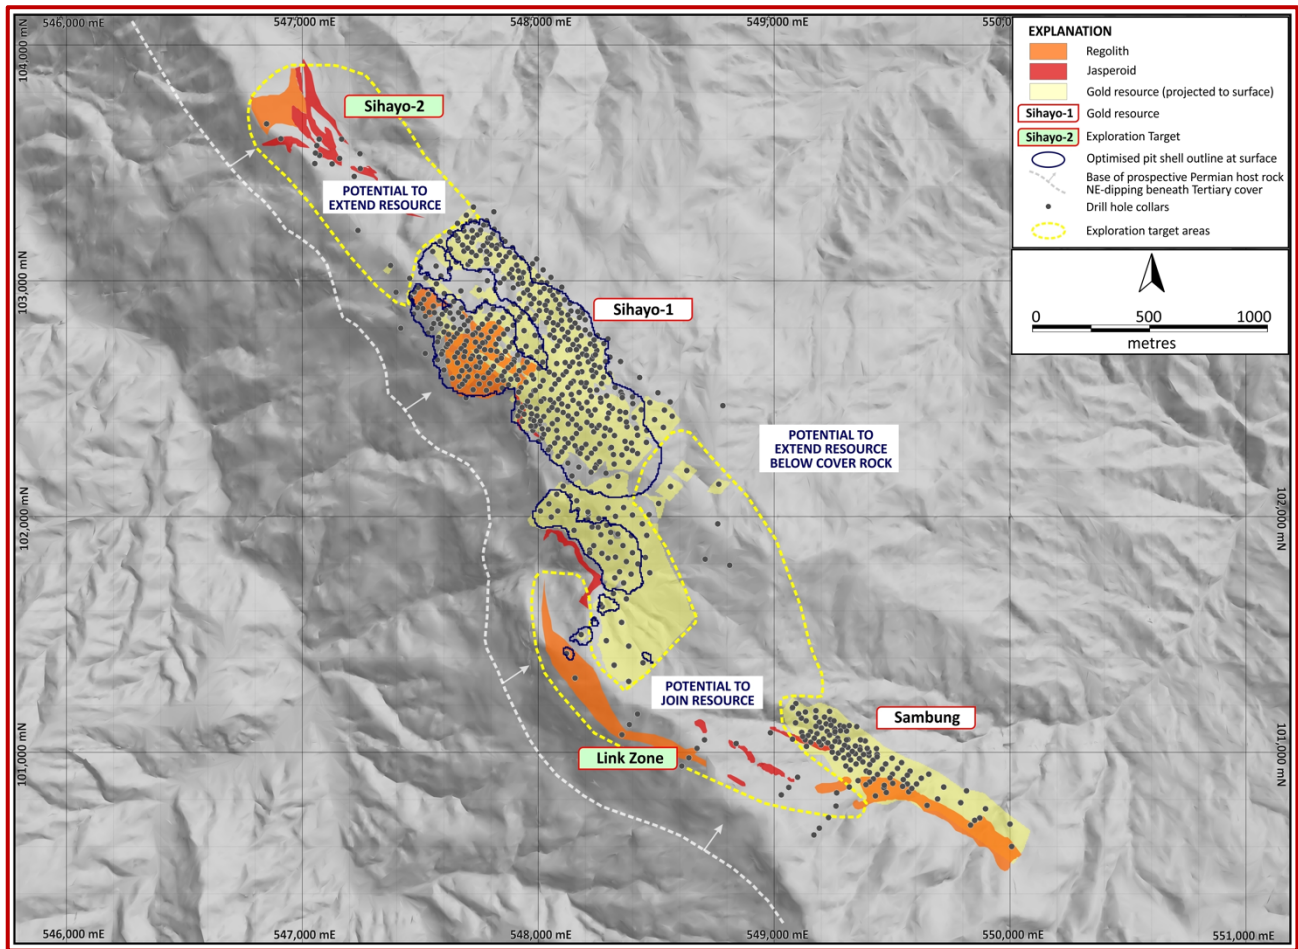 546,000 mE
547,000 mE
548,000 mE
549,000 mE
550,0
104,000 mN
103,000 mN
102,000 mN
101,000 mN
EXPLANATION
Regolith
Jasperoid
Gold resource (projected to surface)
Sihayo-1 Gold resource
Sihayo-2 Exploration Target
Optimised pit shell outline at surface
Base of prospective Permian host rock
NE-dipping beneath Tertiary cover
Drill hole collars
Exploration target areas
0 500 1000
metres
Sihayo-2
POTENTIAL TO
EXTEND RESOURCE
Sihayo-1
POTENTIAL TO
EXTEND RESOURCE
BELOW COVER ROCK
POTENTIAL TO
JOIN RESOURCE
Sambung
Link Zone
102,000 mN
101,000 mN
546,000 mE
547,000 mE
548,000 mE
549,000 mE
550,000 mE
551,000 mE